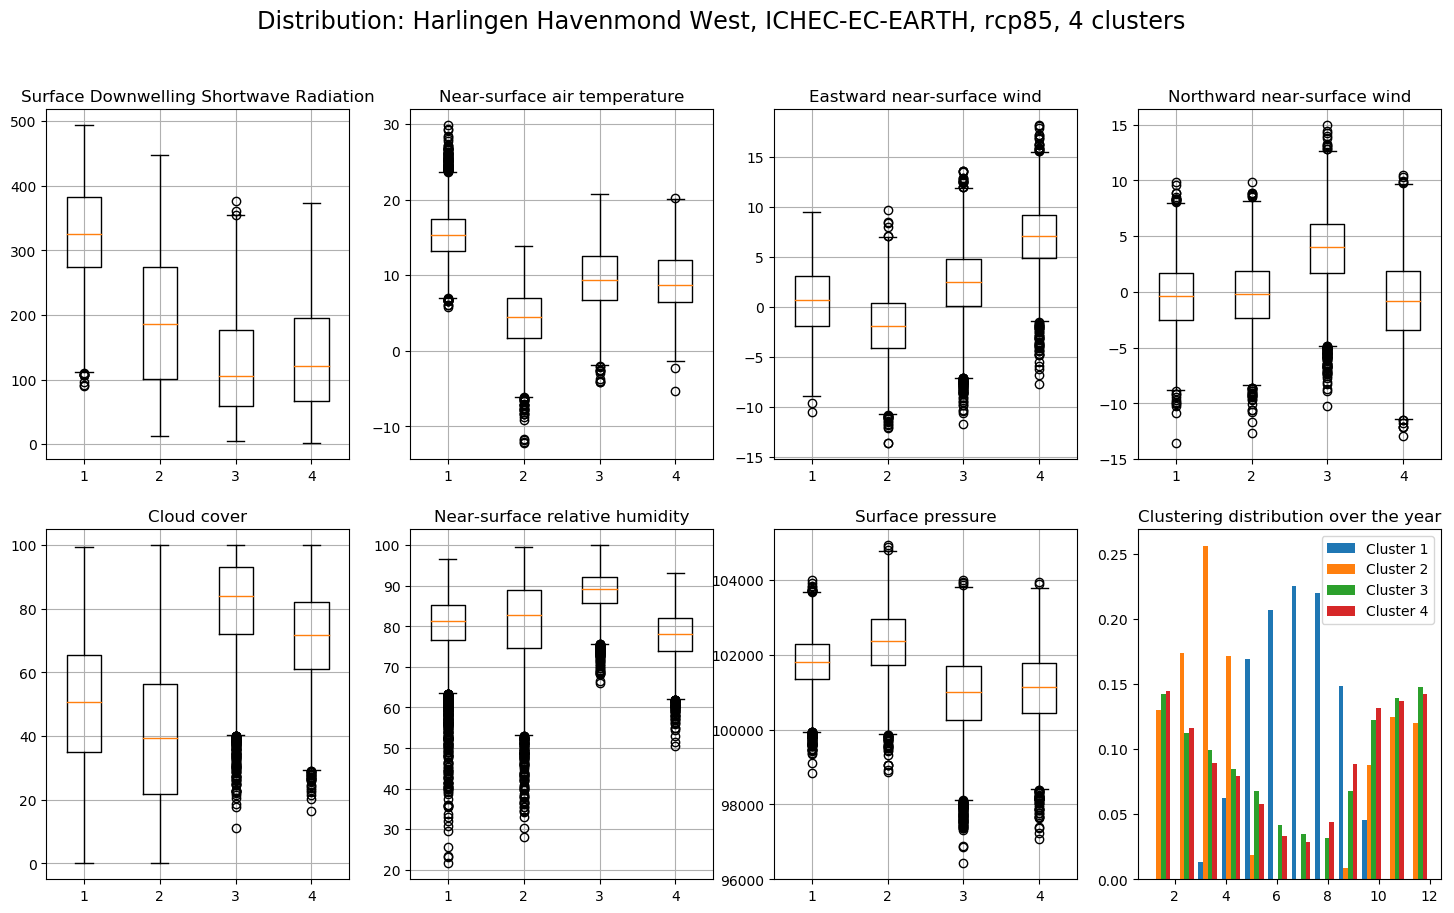 Distribution: Harlingen Havenmond West, ICHEC-EC-EARTH, rcp85, 4 clusters
Surface Downwelling Shortwave Radiation
500
400
300
200
100
0
1 2 3 4
Near-surface air temperature
30
20
10
0
−10
1 2 3 4
Eastward near-surface wind
15
10
5
0
−5
−10
−15
1 2 3 4
Northward near-surface wind
15
10
5
0
−5
−10
−15
1 2 3 4
Cloud cover
100
80
60
40
20
0
1 2 3 4
Near-surface relative humidity
100
90
80
70
60
50
40
30
20
1 2 3 4
Surface pressure
104000
102000
100000
98000
96000
1 2 3 4
Clustering distribution over the year
Cluster 1
Cluster 2
Cluster 3
Cluster 4
0.25
0.20
0.15
0.10
0.05
0.00
2 4 6 8 10 12